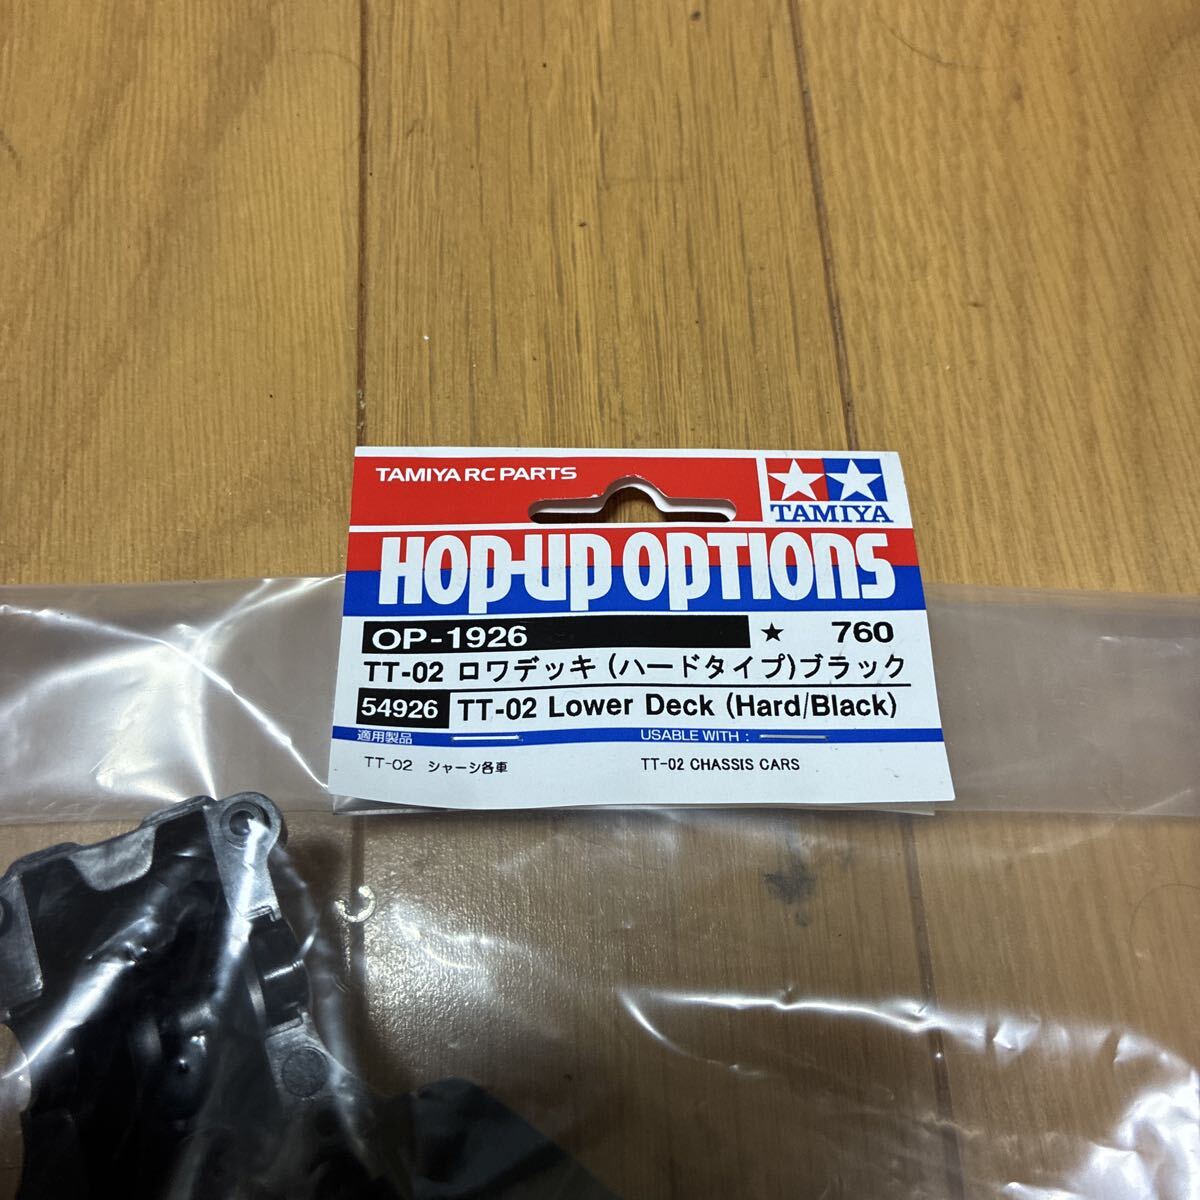 TAMIYA RC PARTS
TAMIYA
HOP-UP OPTIONS
OP-1926 ★ 760
TT-02 ロワデッキ (ハードタイプ)ブラック
54926 TT-02 Lower Deck (Hard/Black)
適用製品 USABLE WITH :
TT-02 シャーシ各車 TT-02 CHASSIS CARS